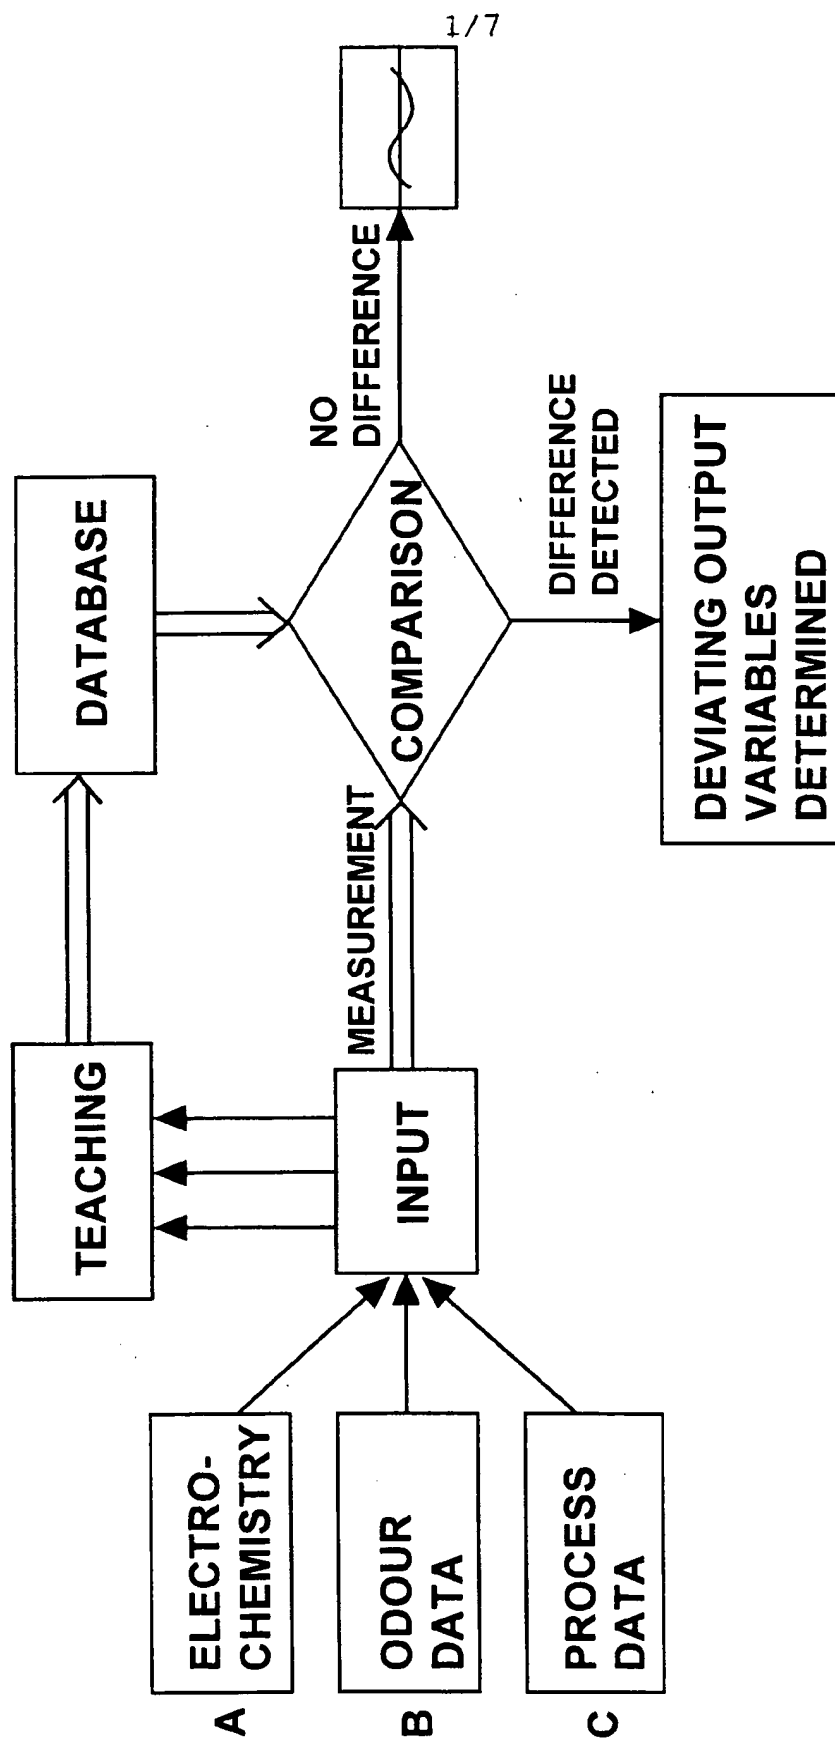 1/7
A
ELECTRO-
CHEMISTRY
B
ODOUR
DATA
C
PROCESS
DATA
TEACHING
INPUT
MEASUREMENT
DATABASE
COMPARISON
NO
DIFFERENCE
DIFFERENCE
DETECTED
DEVIATING OUTPUT
VARIABLES
DETERMINED